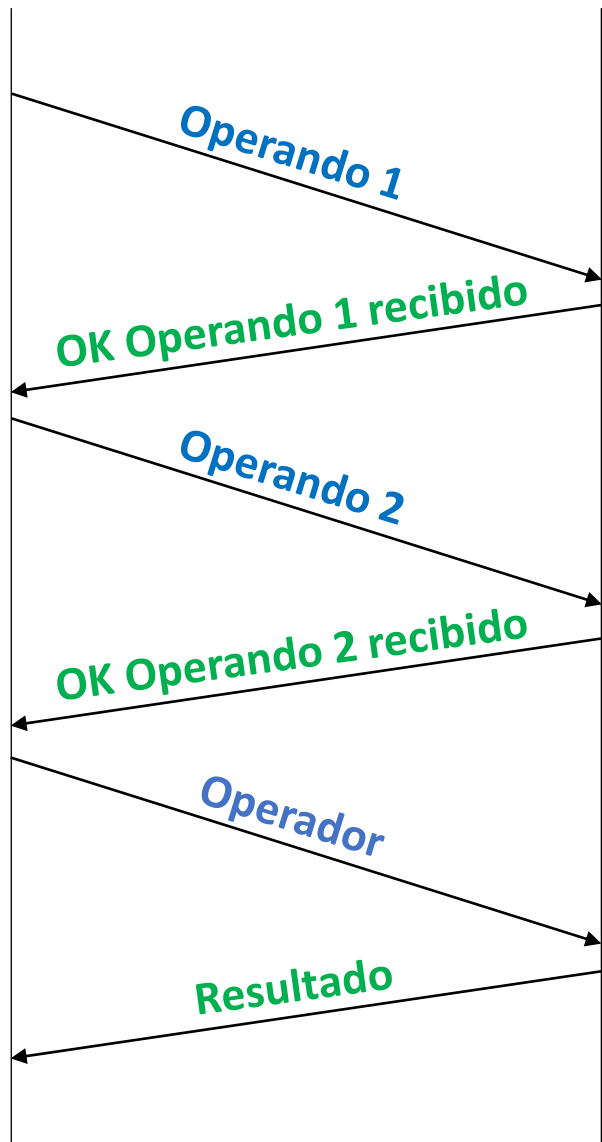 Operando 1
OK Operando 1 recibido
Operando 2
OK Operando 2 recibido
Operador
Resultado